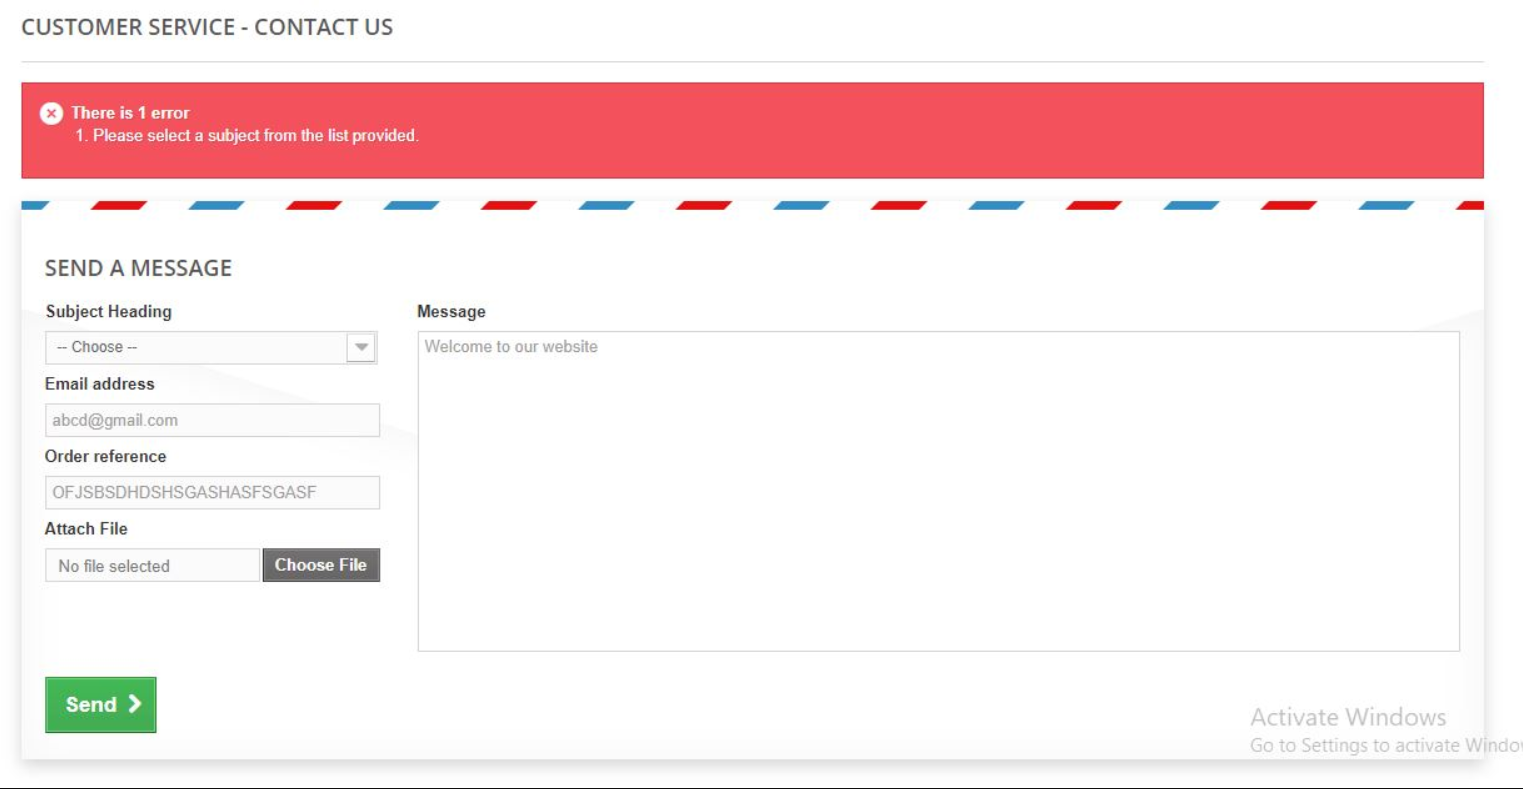 CUSTOMER SERVICE - CONTACT US
There is 1 error
1. Please select a subject from the list provided.
SEND A MESSAGE
Subject Heading
-- Choose --
Email address
abcd@gmail.com
Order reference
OFJSBSDHDSHSGASHASFSGASF
Attach File
No file selected
Choose File
Message
Welcome to our website
Send
Activate Windows
Go to Settings to activate Windo